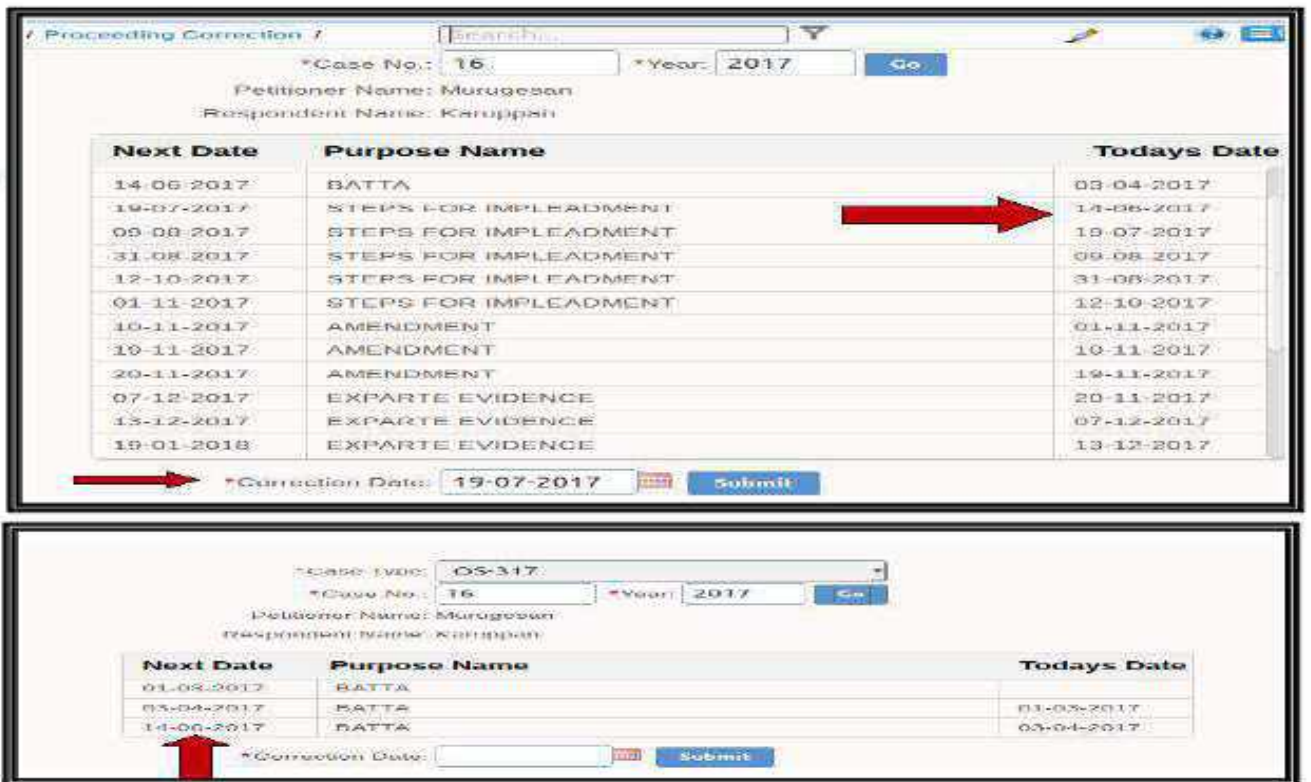 / Proceeding Correction / Search...
*Case No.: 16 *Year: 2017 Go
Petitioner Name: Murugesan
Respondent Name: Karuppan
Next Date Purpose Name Todays Date
14-06-2017 BATTA 03-04-2017
19-07-2017 STEPS FOR IMPLEADMENT 14-06-2017
09-08-2017 STEPS FOR IMPLEADMENT 19-07-2017
31-08-2017 STEPS FOR IMPLEADMENT 09-08-2017
12-10-2017 STEPS FOR IMPLEADMENT 31-08-2017
01-11-2017 STEPS FOR IMPLEADMENT 12-10-2017
10-11-2017 AMENDMENT 01-11-2017
19-11-2017 AMENDMENT 10-11-2017
20-11-2017 AMENDMENT 19-11-2017
07-12-2017 EXPARTE EVIDENCE 20-11-2017
13-12-2017 EXPARTE EVIDENCE 07-12-2017
19-01-2018 EXPARTE EVIDENCE 13-12-2017
*Correction Date: 19-07-2017 Submit
*Case Type: OS-317
*Case No.: 16 *Year: 2017 Go
Petitioner Name: Murugesan
Respondent Name: Karuppan
Next Date Purpose Name Todays Date
01-03-2017 BATTA
03-04-2017 BATTA 01-03-2017
14-06-2017 BATTA 03-04-2017
*Correction Date: Submit